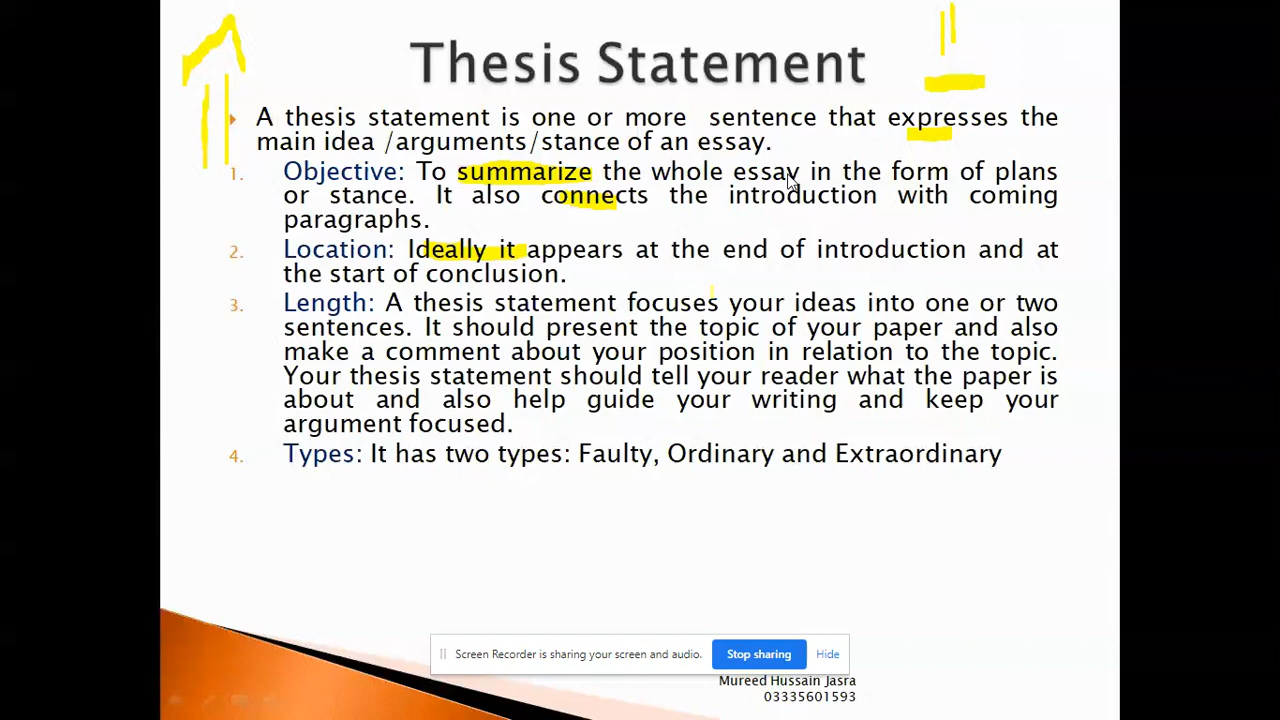 Thesis Statement
A thesis statement is one or more sentence that expresses the
main idea /arguments/stance of an essay.
1. Objective: To summarize the whole essay in the form of plans
or stance. It also connects the introduction with coming
paragraphs.
2. Location: Ideally it appears at the end of introduction and at
the start of conclusion.
3. Length: A thesis statement focuses your ideas into one or two
sentences. It should present the topic of your paper and also
make a comment about your position in relation to the topic.
Your thesis statement should tell your reader what the paper is
about and also help guide your writing and keep your
argument focused.
4. Types: It has two types: Faulty, Ordinary and Extraordinary
Screen Recorder is sharing your screen and audio. Stop sharing Hide
Mureed Hussain Jasra
03335601593